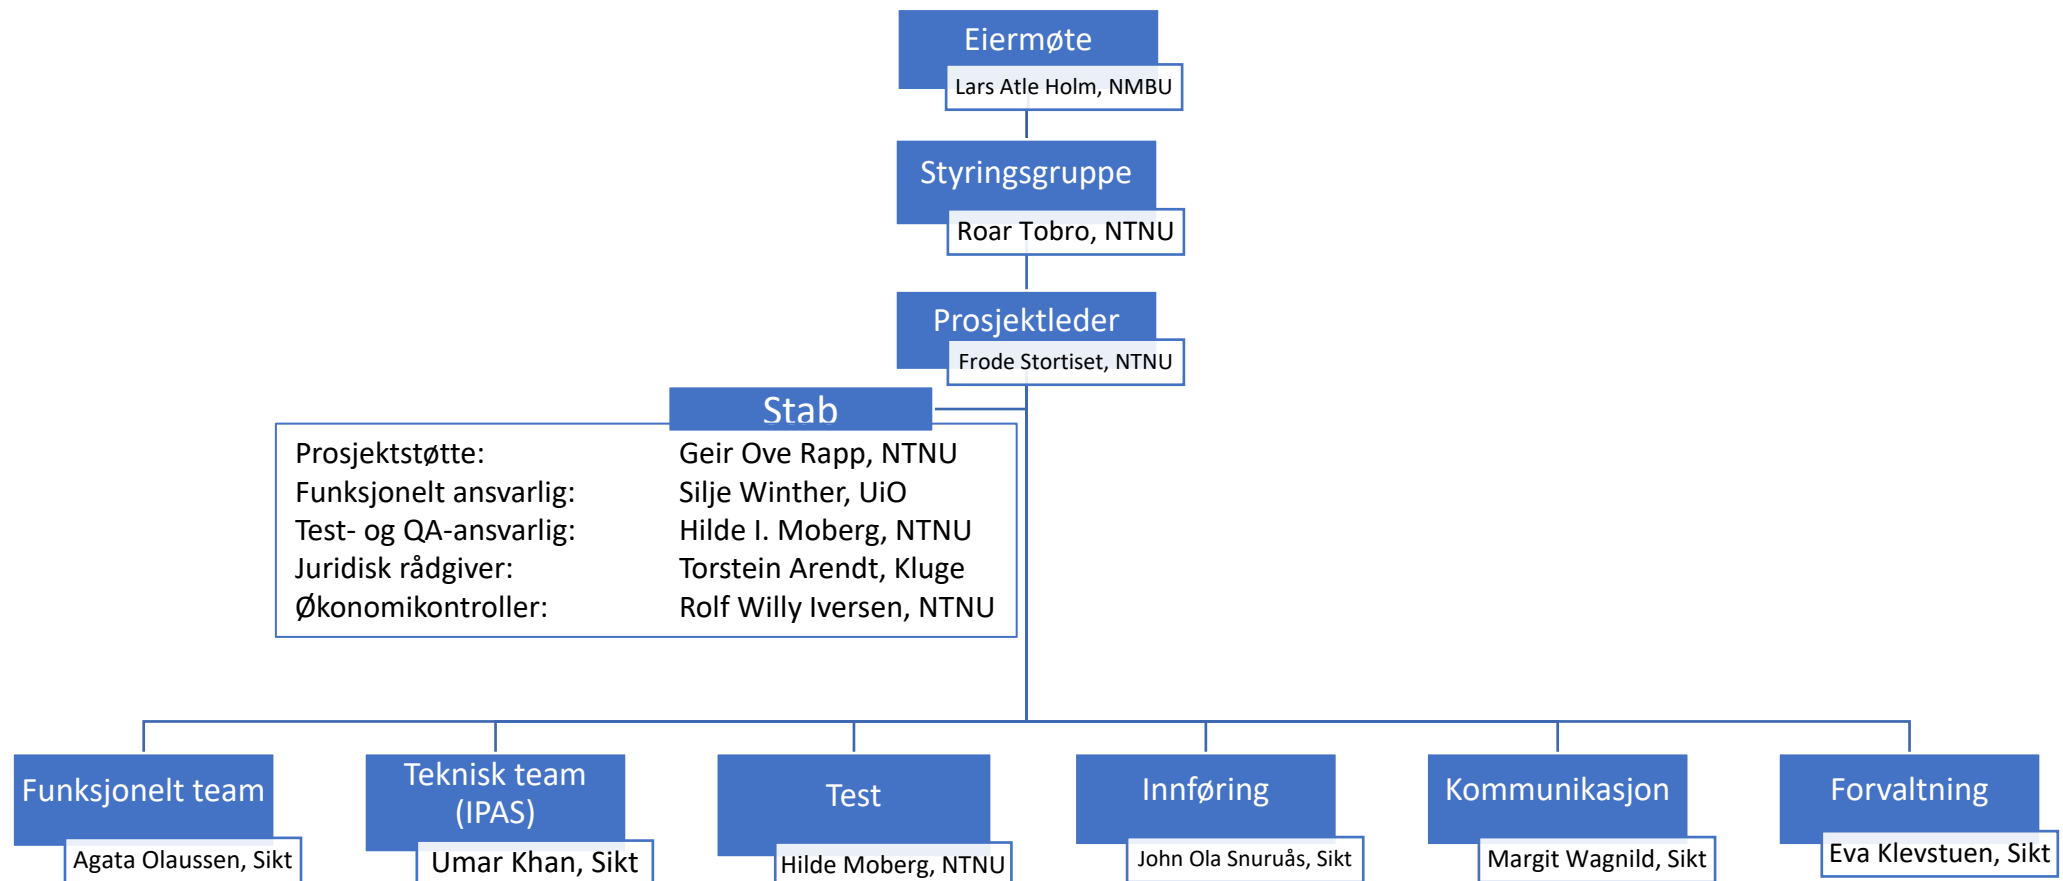 Eiermøte
Lars Atle Holm, NMBU
Styringsgruppe
Roar Tobro, NTNU
Prosjektleder
Frode Stortiset, NTNU
Stab
Prosjektstøtte: Geir Ove Rapp, NTNU
Funksjonelt ansvarlig: Silje Winther, UiO
Test- og QA-ansvarlig: Hilde I. Moberg, NTNU
Juridisk rådgiver: Torstein Arendt, Kluge
Økonomikontroller: Rolf Willy Iversen, NTNU
Funksjonelt team
Agata Olaussen, Sikt
Teknisk team
(IPAS)
Umar Khan, Sikt
Test
Hilde Moberg, NTNU
Innføring
John Ola Snuruås, Sikt
Kommunikasjon
Margit Wagnild, Sikt
Forvaltning
Eva Klevstuen, Sikt